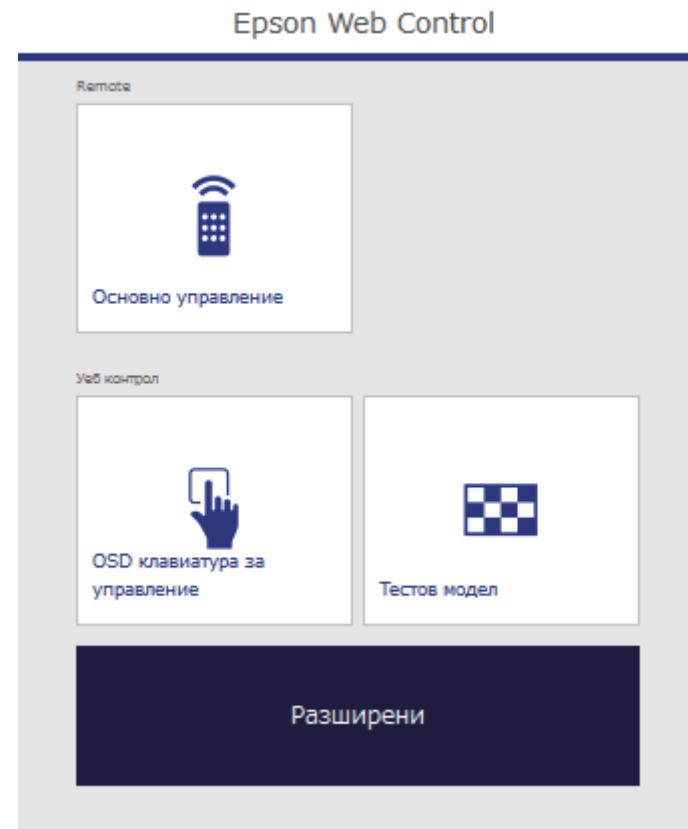 Epson Web Control
Remote
Основно управление
Уеб контрол
OSD клавиатура за
управление
Тестов модел
Разширени